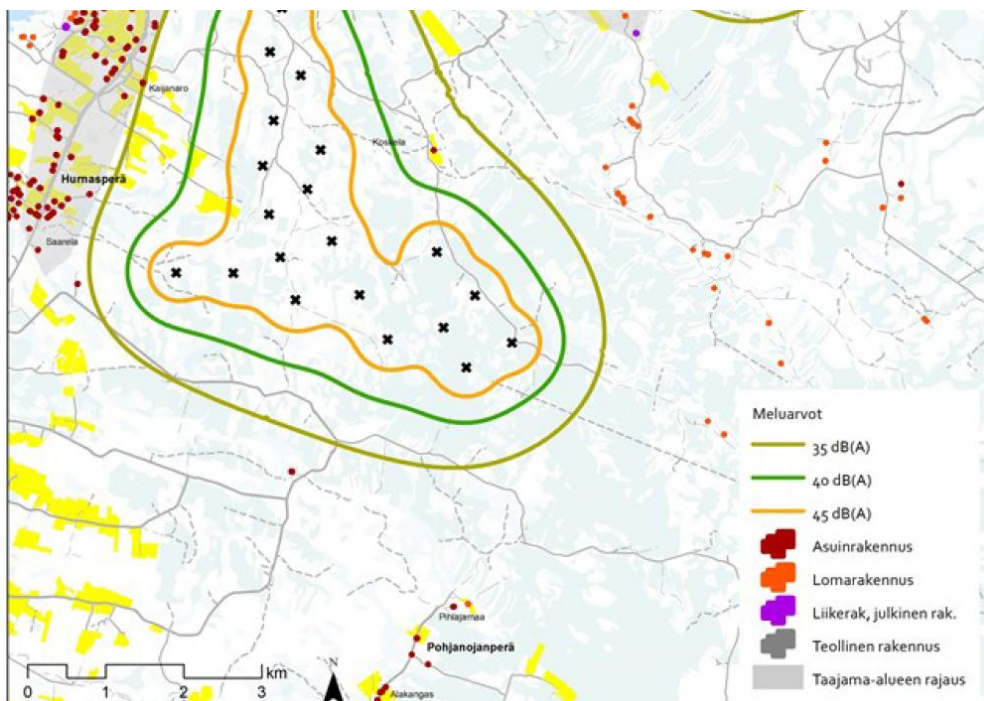 Kaijanaro
Koskela
Hurnasperä
Saarela
Meluarvot
35 dB(A)
40 dB(A)
45 dB(A)
Asuinrakennus
Lomarakennus
Liikerak, julkinen rak.
Teollinen rakennus
Taajama-alueen rajaus
Pihlajamaa
Pohjanojanperä
Alakangas
km
0 1 2 3
N